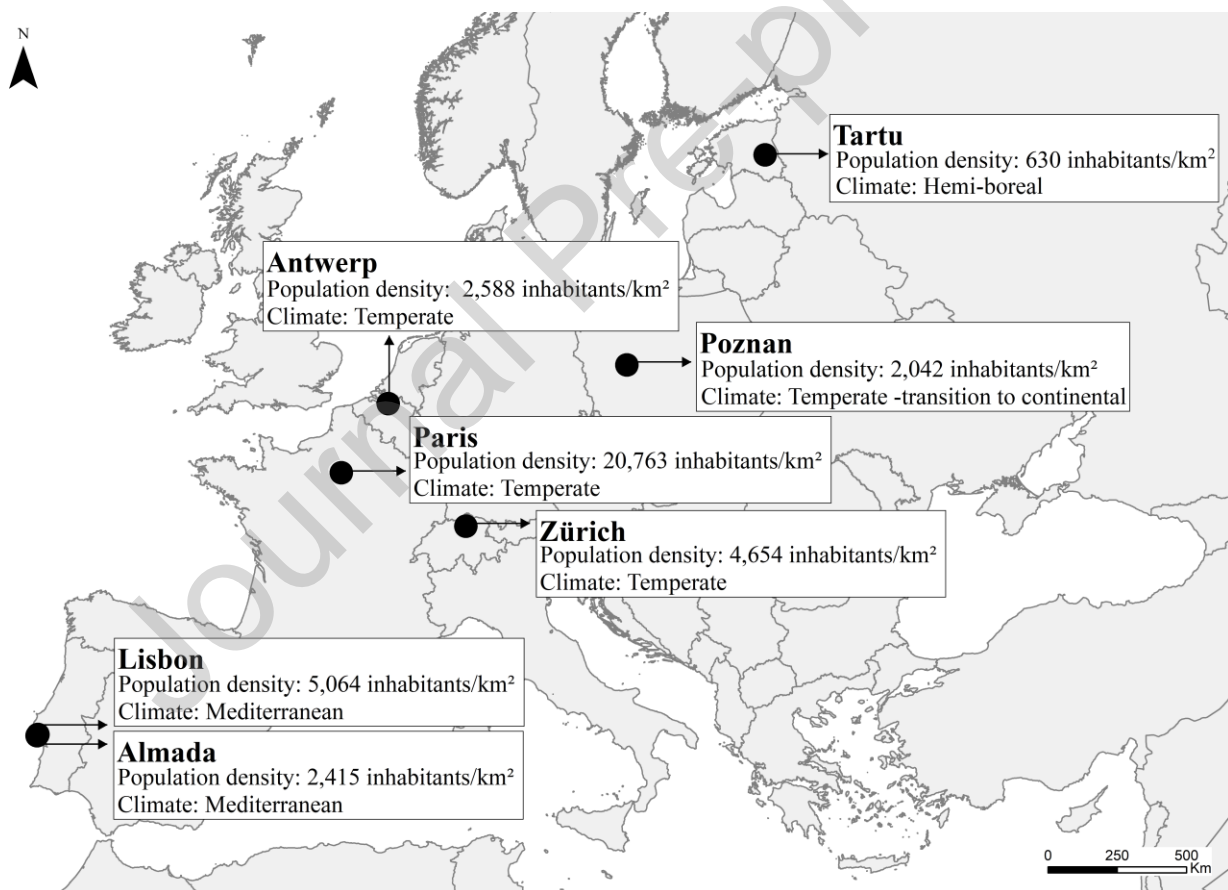 N
Tartu
Population density: 630 inhabitants/km²
Climate: Hemi-boreal
Antwerp
Population density:  2,588 inhabitants/km²
Climate: Temperate
Poznan
Population density: 2,042 inhabitants/km²
Climate: Temperate -transition to continental
Paris
Population density: 20,763 inhabitants/km²
Climate: Temperate
Zürich
Population density: 4,654 inhabitants/km²
Climate: Temperate
Lisbon
Population density: 5,064 inhabitants/km²
Climate: Mediterranean
Almada
Population density: 2,415 inhabitants/km²
Climate: Mediterranean
0 250 500
Km
Journal Pre-p